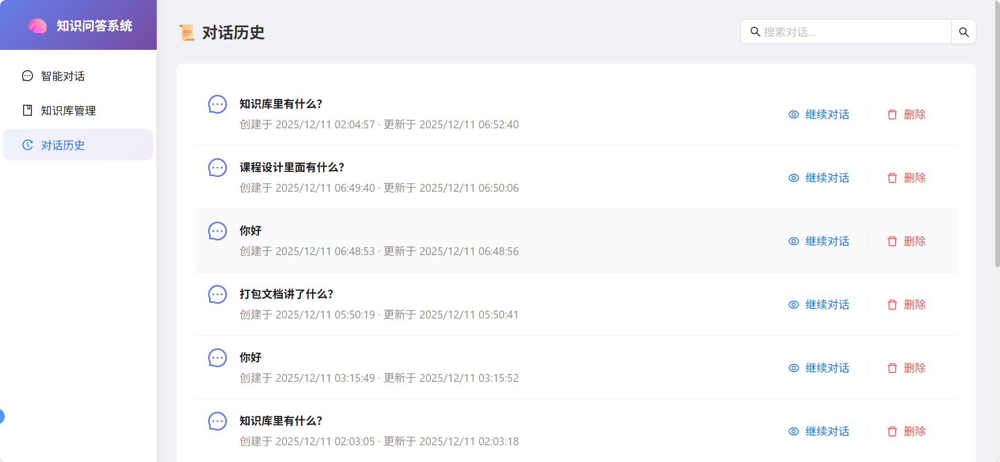 知识问答系统
智能对话
知识库管理
对话历史
对话历史
搜索对话...
知识库里有什么?
创建于 2025/12/11 02:04:57 · 更新于 2025/12/11 06:52:40
继续对话
删除
课程设计里面有什么?
创建于 2025/12/11 06:49:40 · 更新于 2025/12/11 06:50:06
继续对话
删除
你好
创建于 2025/12/11 06:48:53 · 更新于 2025/12/11 06:48:56
继续对话
删除
打包文档讲了什么?
创建于 2025/12/11 05:50:19 · 更新于 2025/12/11 05:50:41
继续对话
删除
你好
创建于 2025/12/11 03:15:49 · 更新于 2025/12/11 03:15:52
继续对话
删除
知识库里有什么?
创建于 2025/12/11 02:03:05 · 更新于 2025/12/11 02:03:18
继续对话
删除